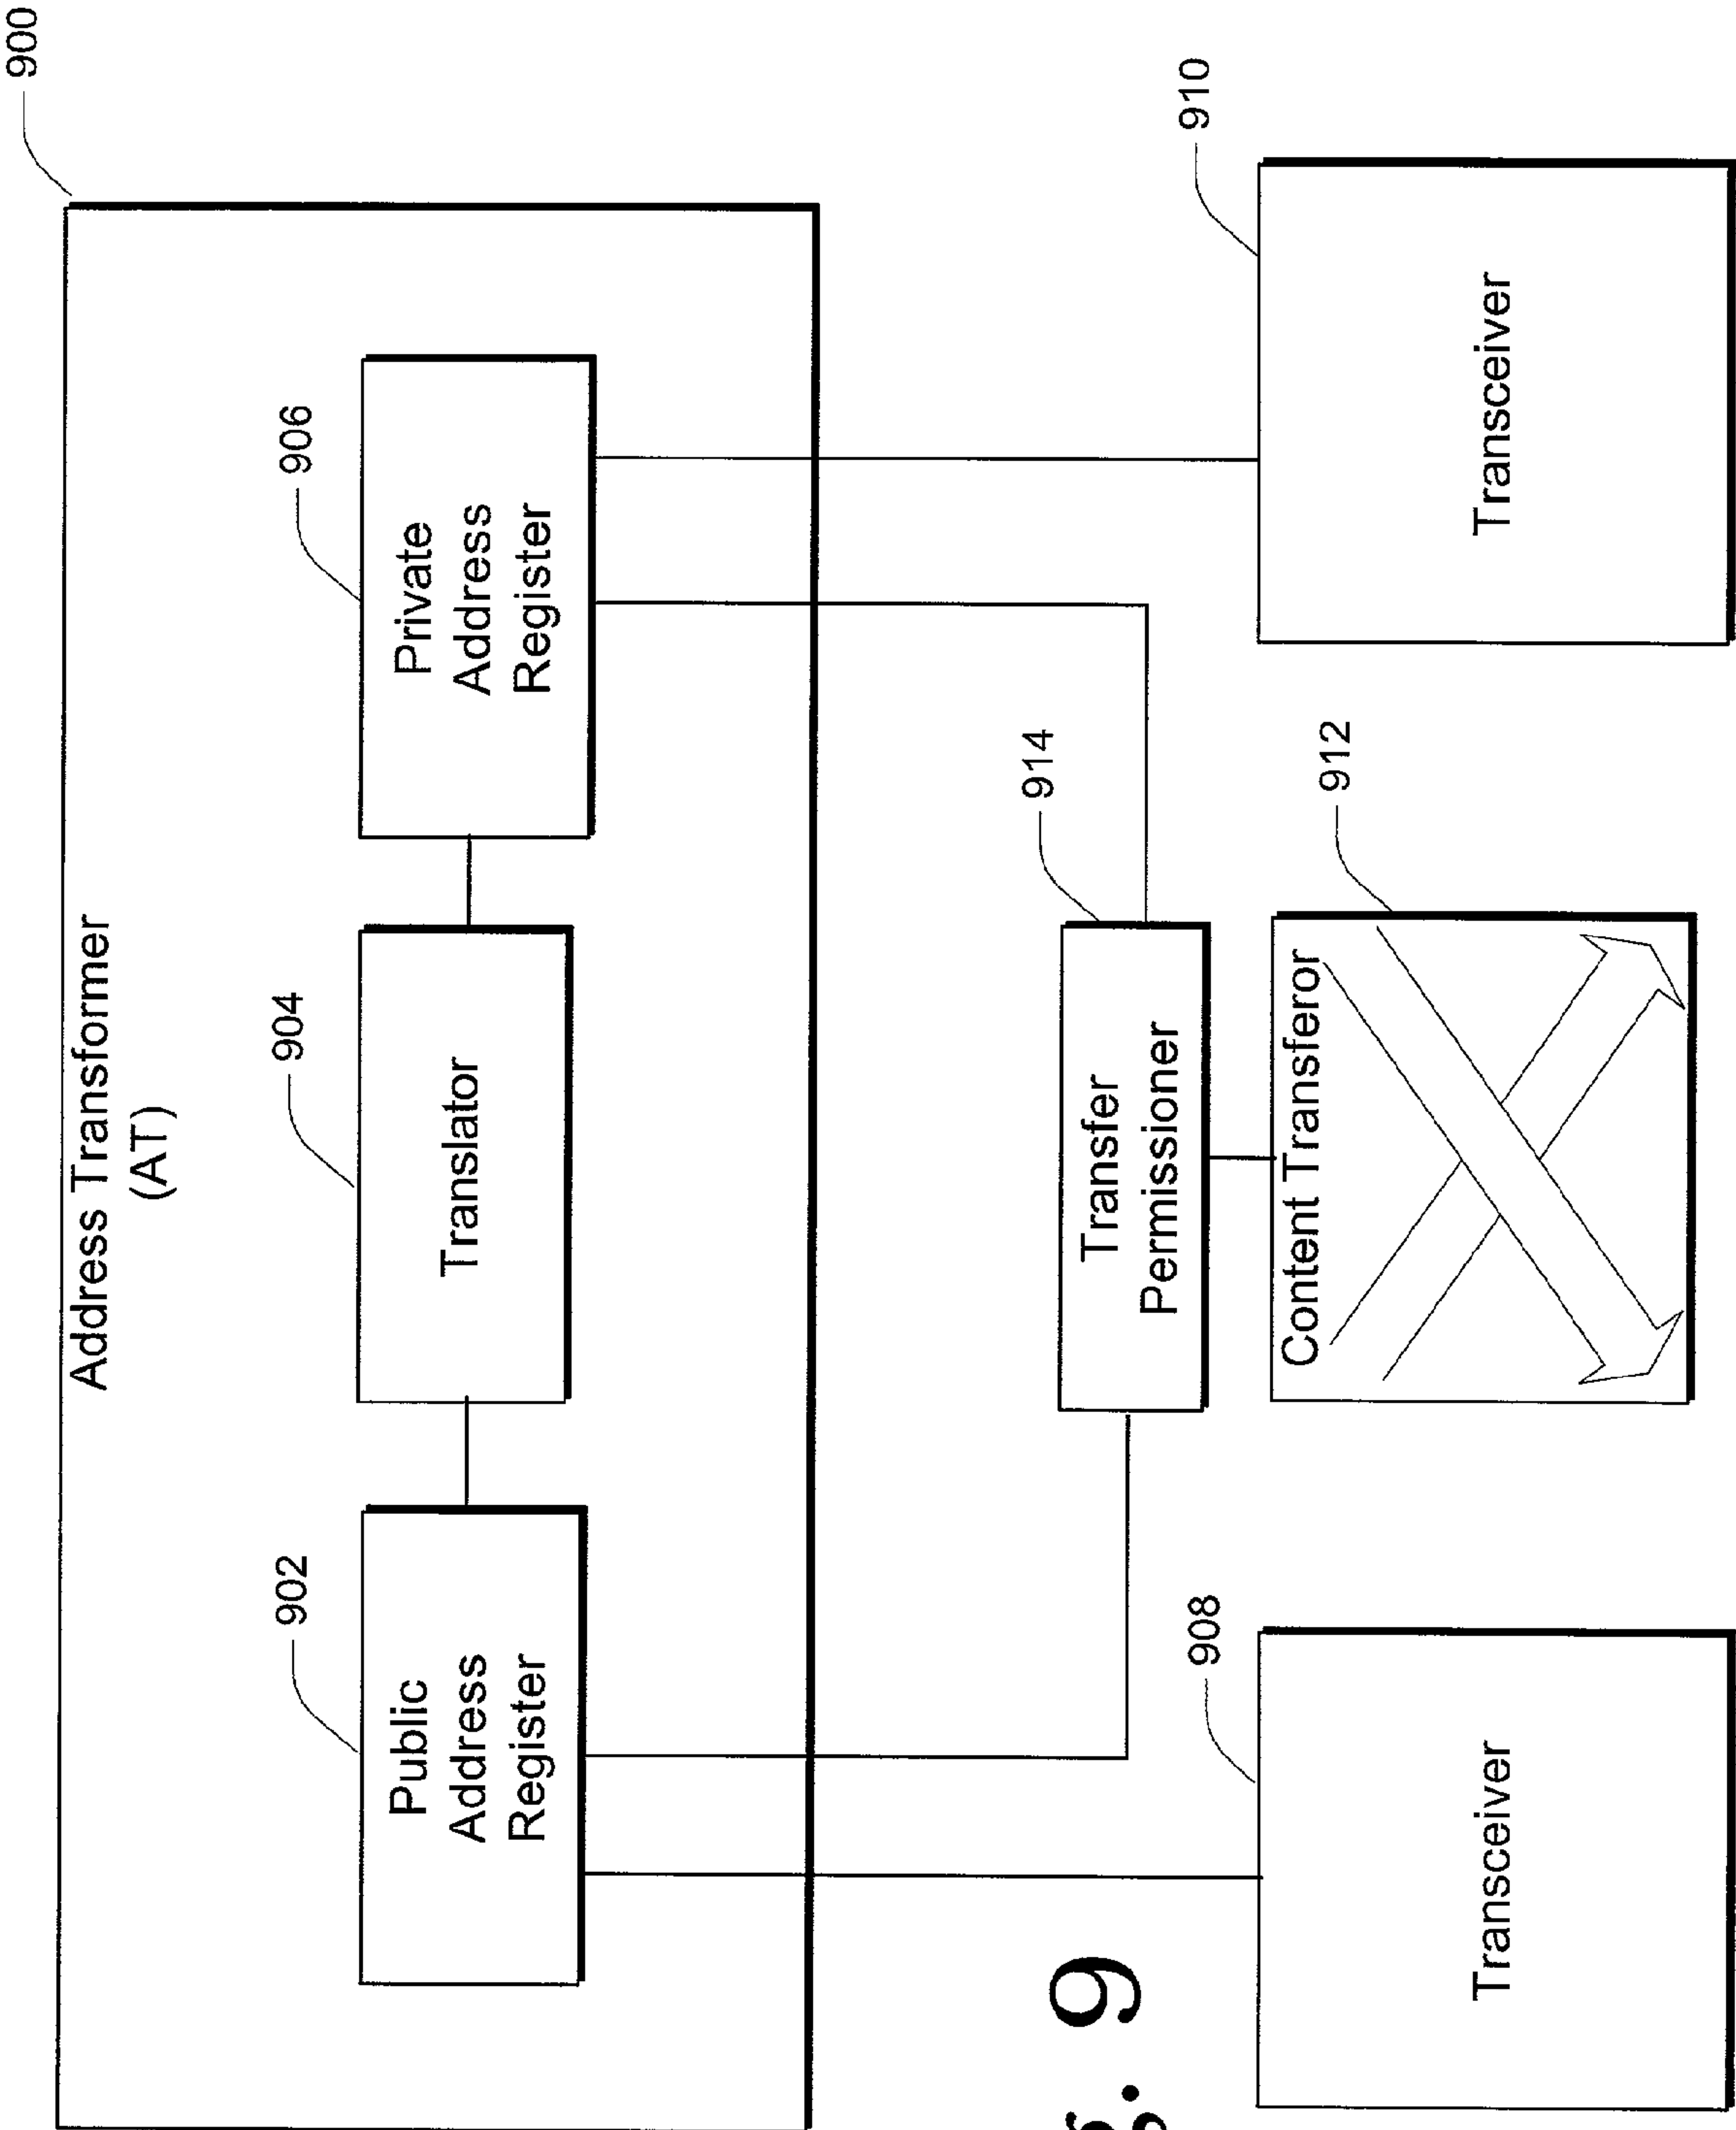 900
Address Transformer
(AT)
902
904
906
Public
Address
Register
Translator
Private
Address
Register
914
Transfer
Permissioner
908
912
910
Transceiver
Content Transferor
Transceiver
9